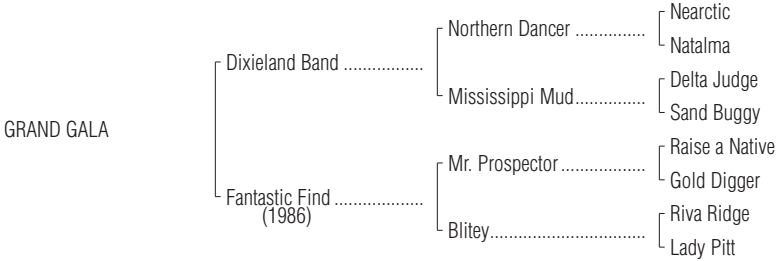 Nearctic
Northern Dancer ...............
Natalma
Dixieland Band .................
Delta Judge
Mississippi Mud...............
Sand Buggy
GRAND GALA
Raise a Native
Mr. Prospector ..................
Gold Digger
Fantastic Find ...................
(1986)
Riva Ridge
Blitey.................................
Lady Pitt